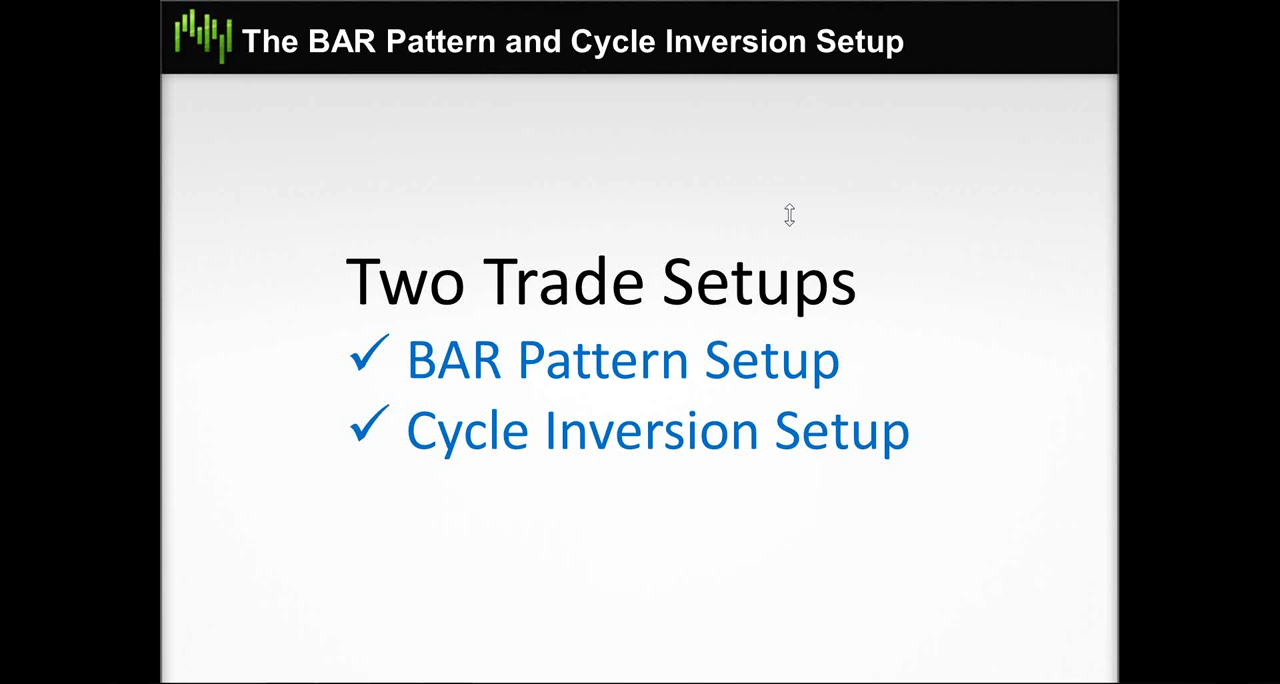 The BAR Pattern and Cycle Inversion Setup
Two Trade Setups
✓ BAR Pattern Setup
✓ Cycle Inversion Setup